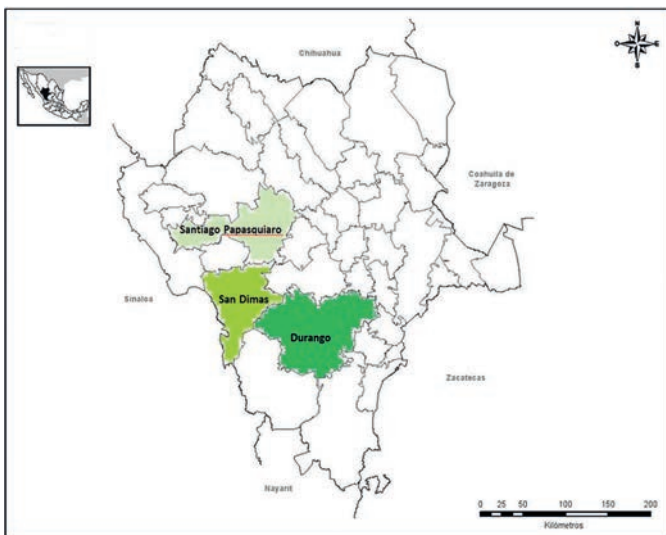 Chihuahua
N
O E
S
Coahuila de
Zaragoza
Santiago Papasquiaro
Sinaloa
San Dimas
Durango
Zacatecas
Nayarit
0 25 50 100 150 200
Kilómetros